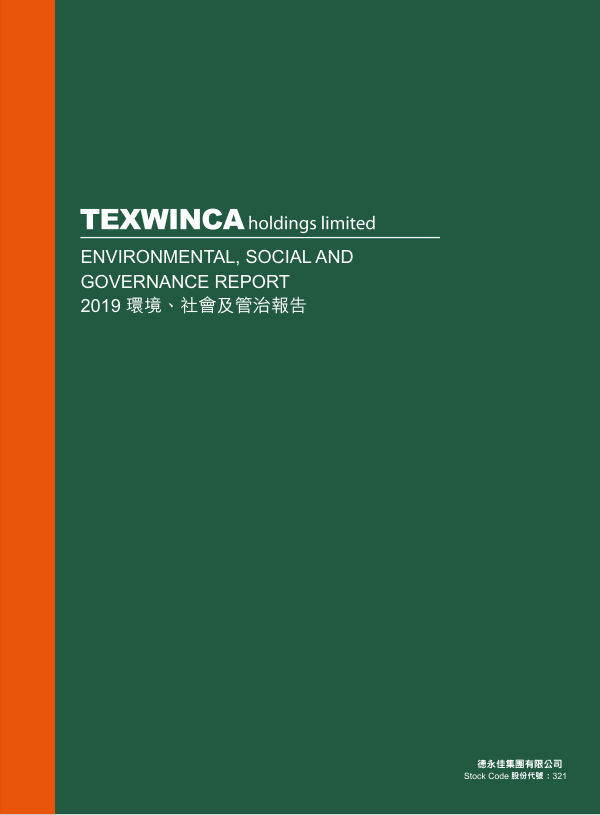 TEXWINCA holdings limited
ENVIRONMENTAL, SOCIAL AND
GOVERNANCE REPORT
2019 環境、社會及管治報告
德永佳集團有限公司
Stock Code 股份代號：321